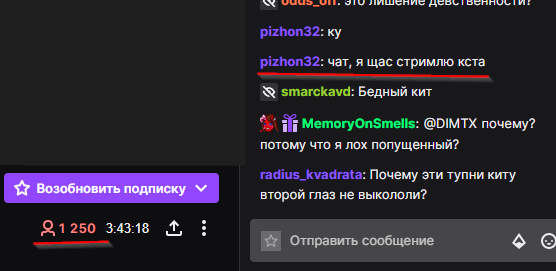 odds_off: это лишение девственности?
pizhon32: ку
pizhon32: чат, я щас стримлю кста
smarckavd: Бедный кит
MemoryOnSmells: @DIMTX почему?
потому что я лох попущенный?
radius_kvadrata: Почему эти тупни киту
второй глаз не выкололи?
Возобновить подписку
1 250 3:43:18
Отправить сообщение